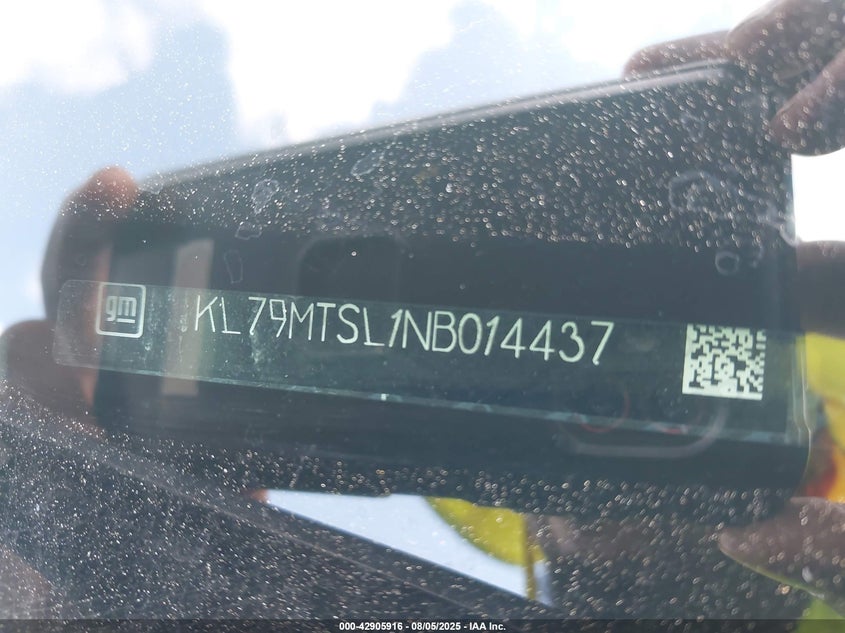 gm KL79MTSL1NB014437
000-42905916 - 08/05/2025 - IAA Inc.